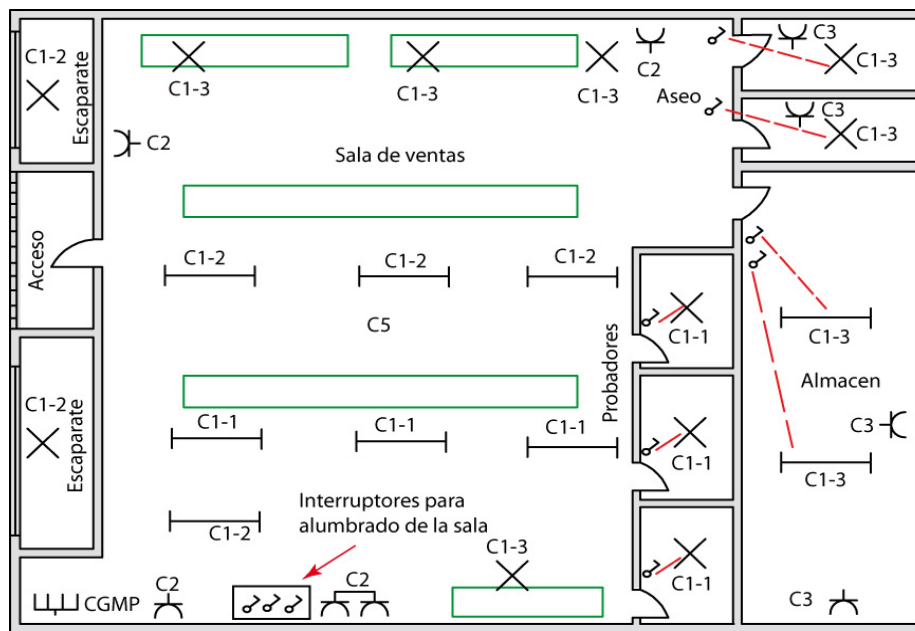 C1-2
Escaparate
C1-3
C1-3
C1-3
C2
Aseo
C3
C1-3
C3
C1-3
C2
Sala de ventas
Acceso
C1-2
C1-2
C1-2
C5
Probadores
C1-1
C1-3
Almacen
C1-2
Escaparate
C1-1
C1-1
C1-1
C1-1
C3
C1-3
C1-2
Interruptores para
alumbrado de la sala
C1-3
C1-1
CGMP
C2
C2
C3